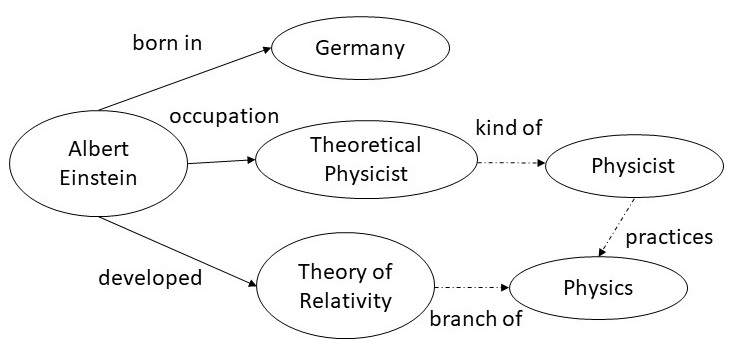 born in
Germany
occupation
Albert
Einstein
Theoretical
Physicist
kind of
Physicist
practices
developed
Theory of
Relativity
branch of
Physics